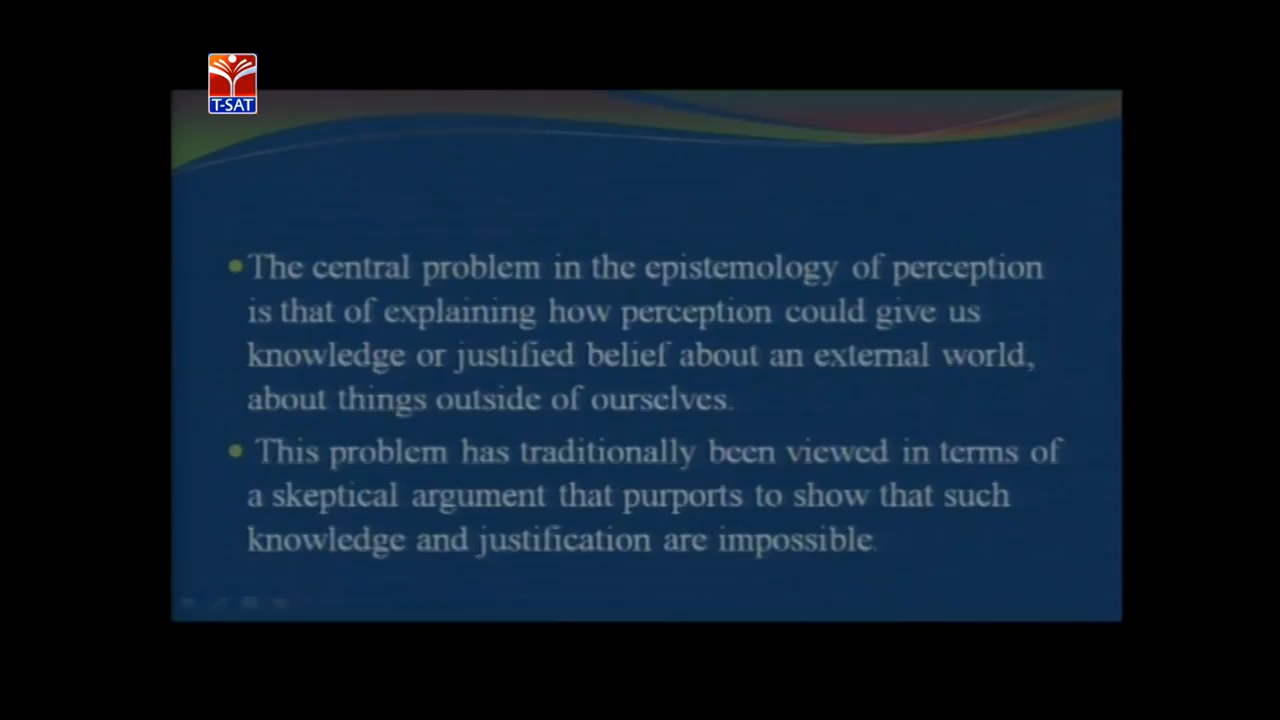 T-SAT
• The central problem in the epistemology of perception
is that of explaining how perception could give us
knowledge or justified belief about an external world,
about things outside of ourselves.
• This problem has traditionally been viewed in terms of
a skeptical argument that purports to show that such
knowledge and justification are impossible.